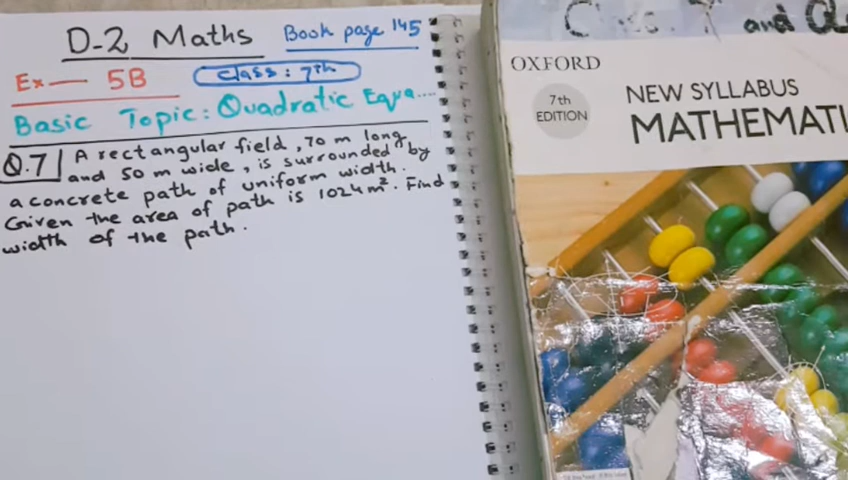 D-2 Maths
Book page 145
Ex— 5B
Class: 7th
Basic Topic: Quadratic Equa....
Q.7 A rectangular field, 70 m long
and 50 m wide, is surrounded by
a concrete path of uniform width.
Given the area of path is 1024 m². Find
width of the path.
and
OXFORD
7th
EDITION
NEW SYLLABUS
MATHEMATI